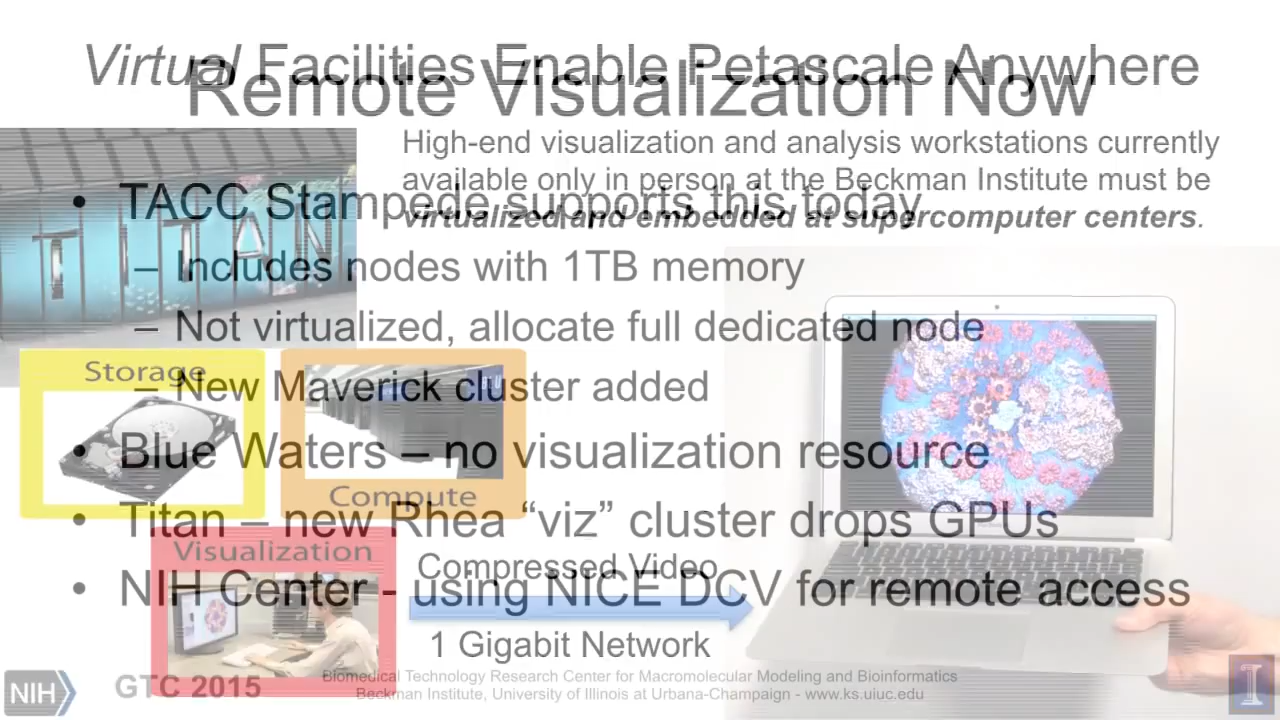 Virtual Facilities Enable Petascale Anywhere
Remote Visualization Now
High-end visualization and analysis workstations currently
available only in person at the Beckman Institute must be
virtualized and embedded at supercomputer centers.
• TACC Stampede supports this today
– Includes nodes with 1TB memory
– Not virtualized, allocate full dedicated node
– New Maverick cluster added
• Blue Waters – no visualization resource
• Titan – new Rhea “viz” cluster drops GPUs
• NIH Center - using NICE DCV for remote access
TITAN
Storage
Compute
Visualization
Compressed Video
1 Gigabit Network
NIH
GTC 2015
Biomedical Technology Research Center for Macromolecular Modeling and Bioinformatics
Beckman Institute, University of Illinois at Urbana-Champaign - www.ks.uiuc.edu
I